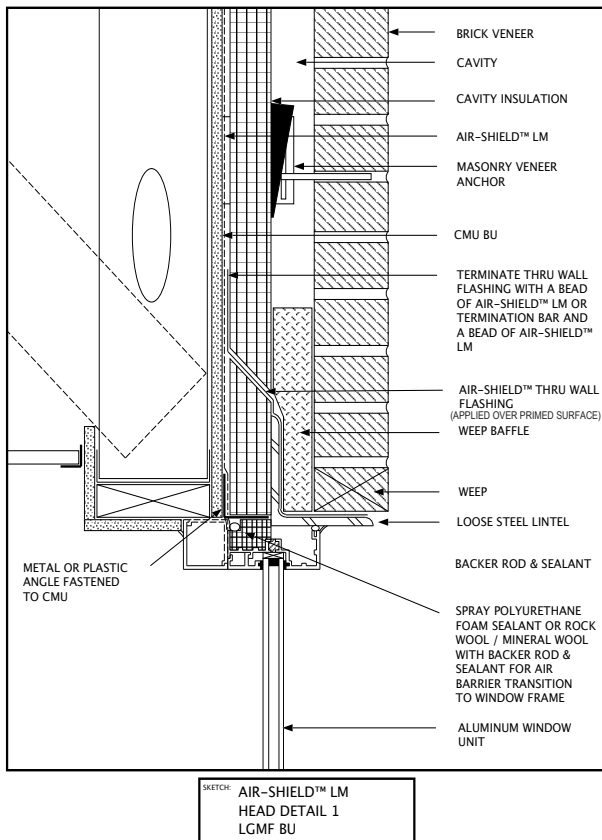 BRICK VENEER
CAVITY
CAVITY INSULATION
AIR-SHIELD™ LM
MASONRY VENEER
ANCHOR
CMU BU
TERMINATE THRU WALL
FLASHING WITH A BEAD
OF AIR-SHIELD™ LM OR
TERMINATION BAR AND
A BEAD OF AIR-SHIELD™
LM
AIR-SHIELD™ THRU WALL
FLASHING
(APPLIED OVER PRIMED SURFACE)
WEEP BAFFLE
WEEP
LOOSE STEEL LINTEL
BACKER ROD & SEALANT
METAL OR PLASTIC
ANGLE FASTENED
TO CMU
SPRAY POLYURETHANE
FOAM SEALANT OR ROCK
WOOL / MINERAL WOOL
WITH BACKER ROD &
SEALANT FOR AIR
BARRIER TRANSITION
TO WINDOW FRAME
ALUMINUM WINDOW
UNIT
SKETCH: AIR-SHIELD™ LM
HEAD DETAIL 1
LGMF BU